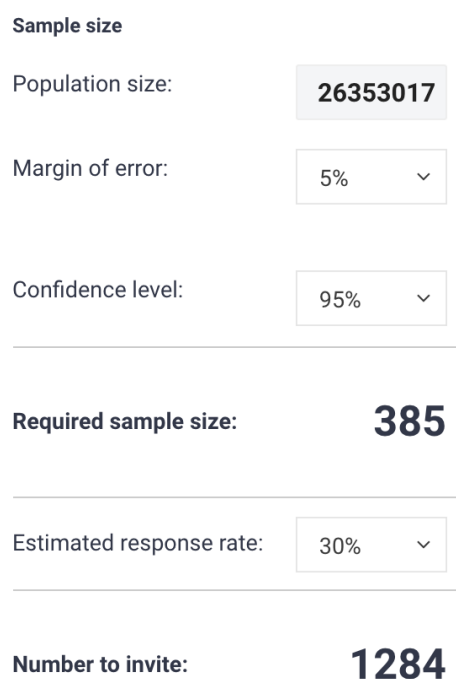 Sample size
Population size: 26353017
Margin of error: 5%
Confidence level: 95%
Required sample size: 385
Estimated response rate: 30%
Number to invite: 1284